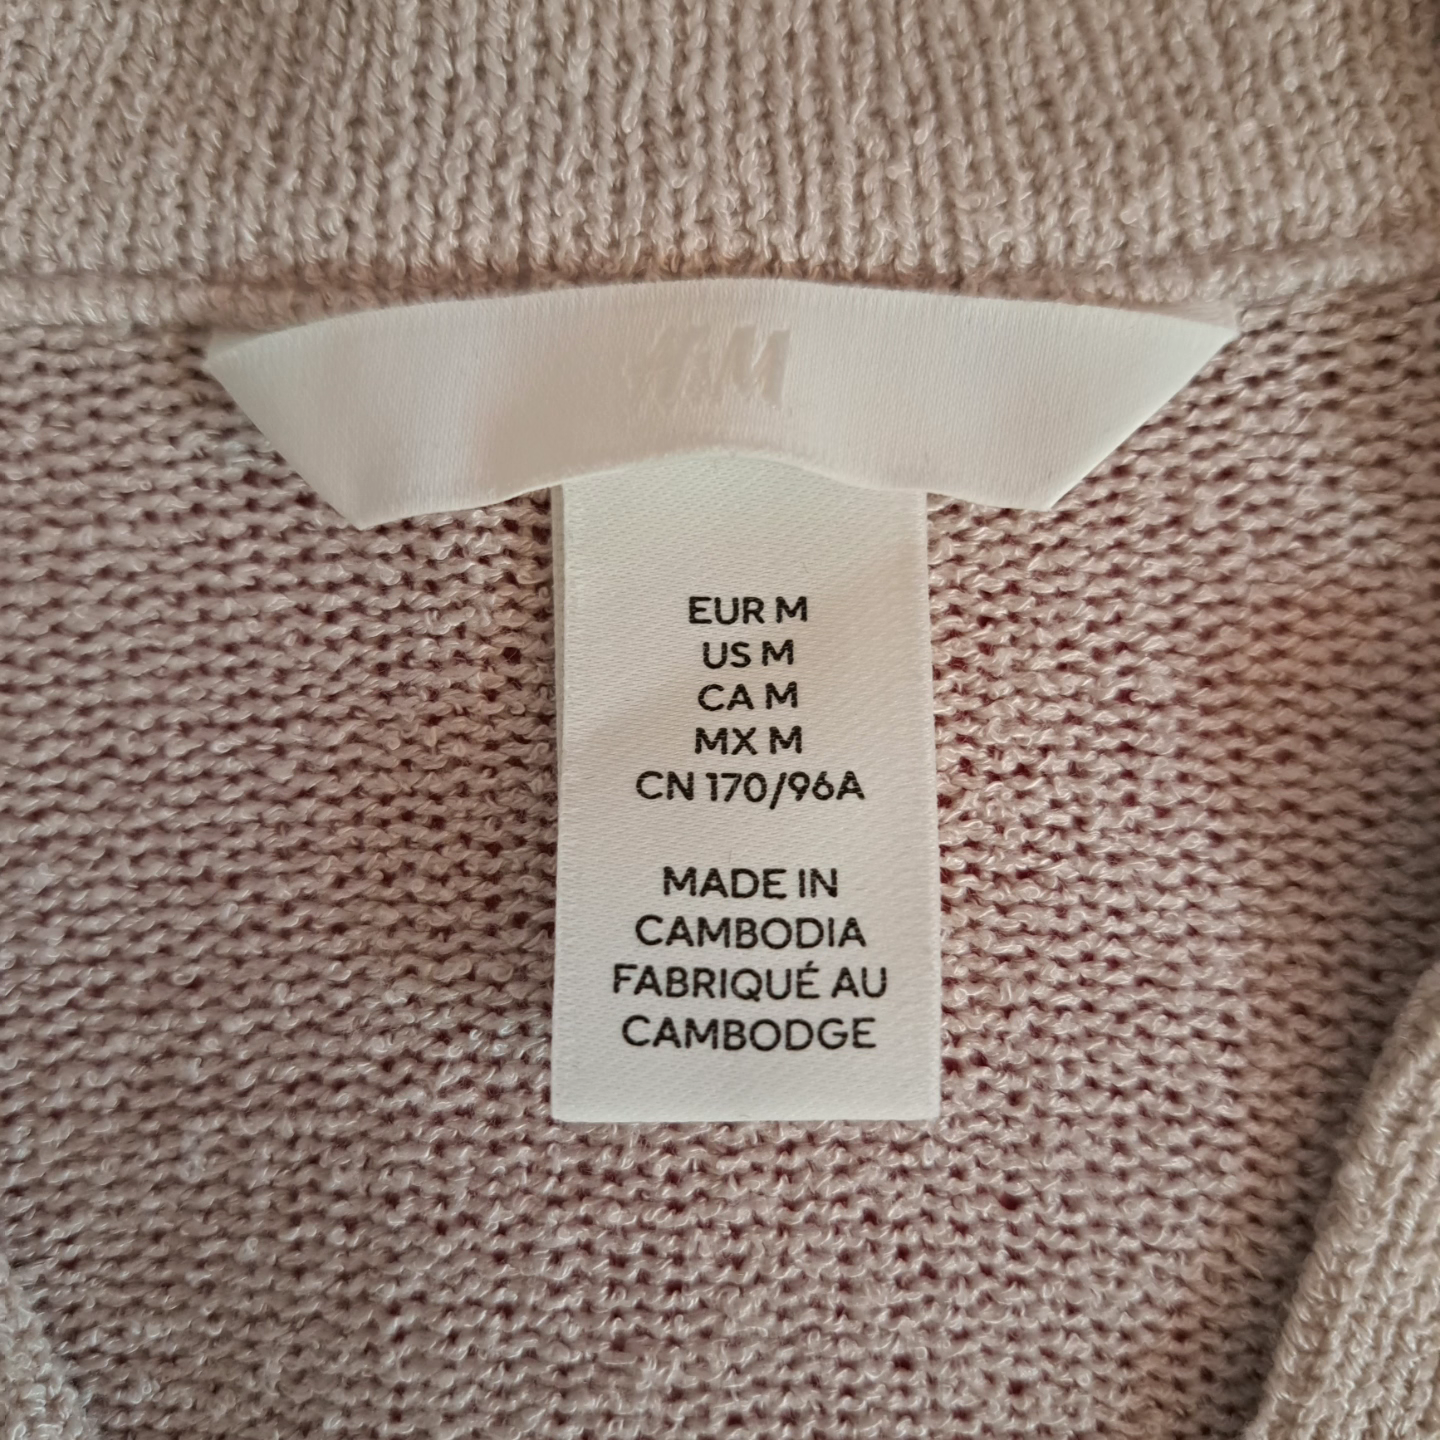 H&M
EUR M
US M
CA M
MX M
CN 170/96A
MADE IN
CAMBODIA
FABRIQUÉ AU
CAMBODGE